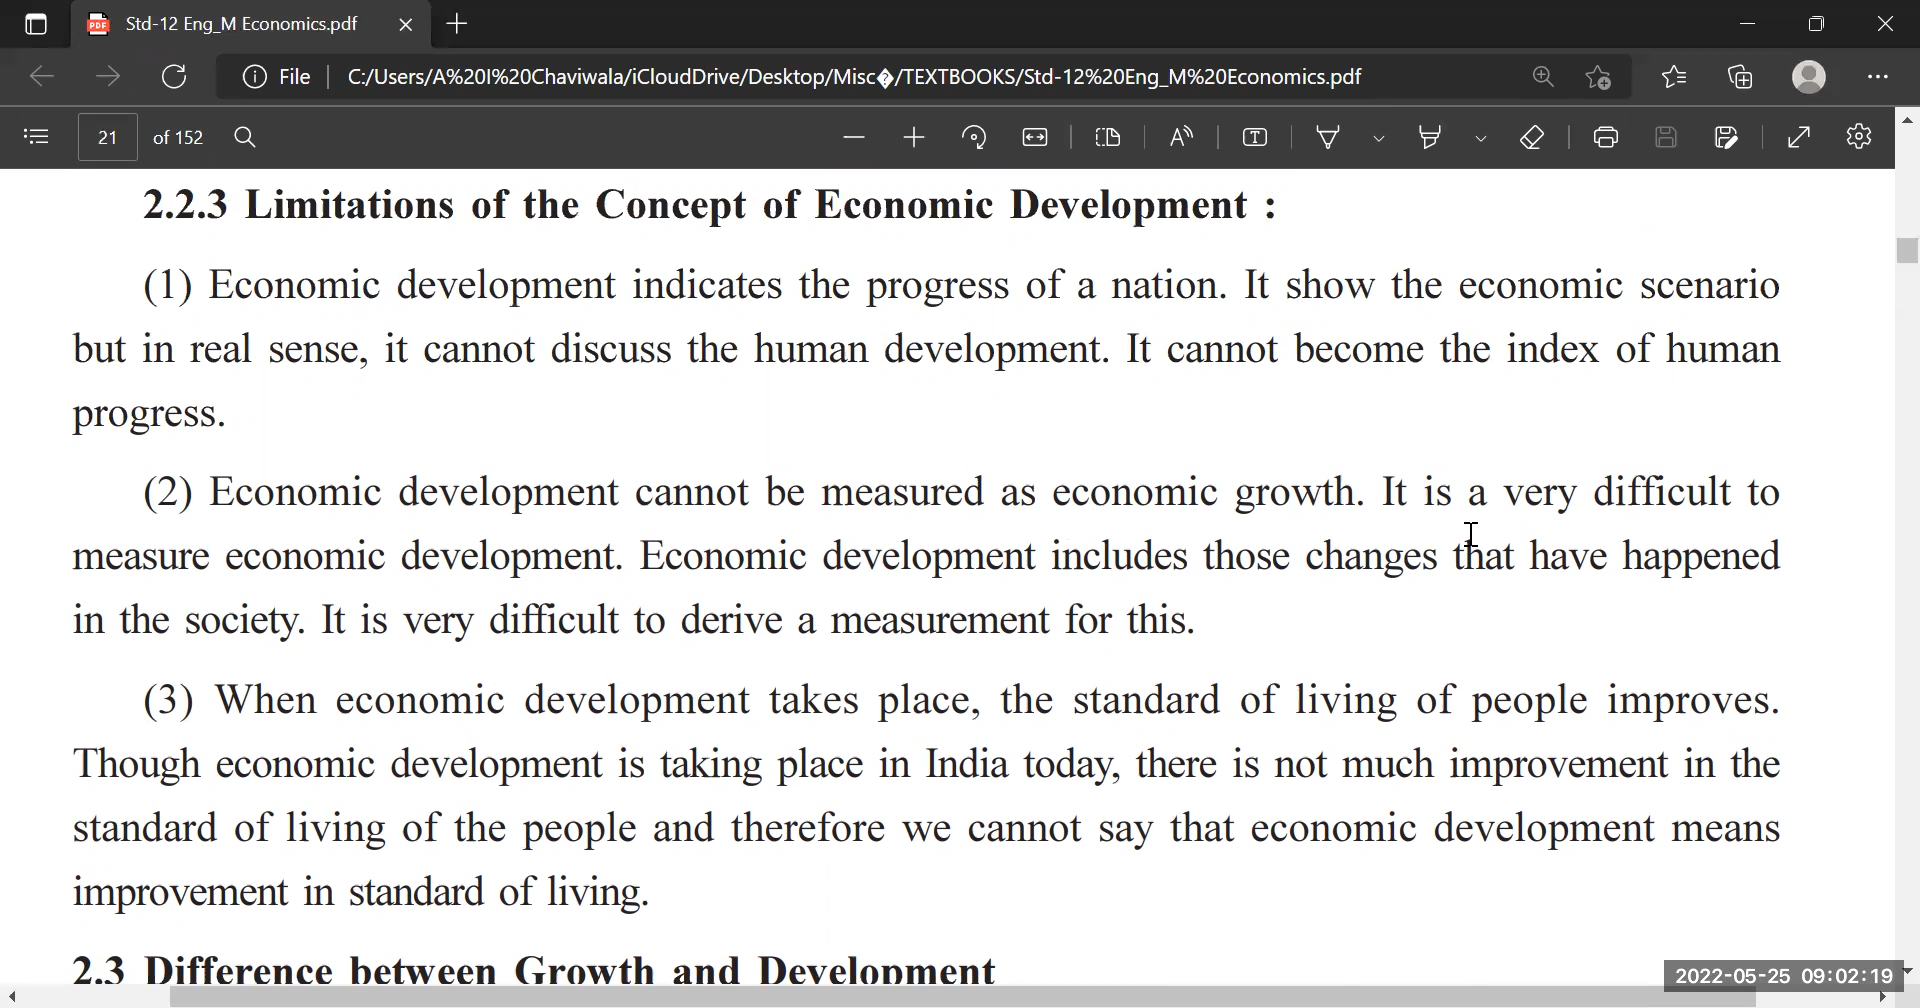 Std-12 Eng_M Economics.pdf
File C:/Users/A%20I%20Chaviwala/iCloudDrive/Desktop/Misc�/TEXTBOOKS/Std-12%20Eng_M%20Economics.pdf
21 of 152
2.2.3 Limitations of the Concept of Economic Development :
(1) Economic development indicates the progress of a nation. It show the economic scenario
but in real sense, it cannot discuss the human development. It cannot become the index of human
progress.
(2) Economic development cannot be measured as economic growth. It is a very difficult to
measure economic development. Economic development includes those changes that have happened
in the society. It is very difficult to derive a measurement for this.
(3) When economic development takes place, the standard of living of people improves.
Though economic development is taking place in India today, there is not much improvement in the
standard of living of the people and therefore we cannot say that economic development means
improvement in standard of living.
2.3 Difference between Growth and Development
2022-05-25 09:02:19